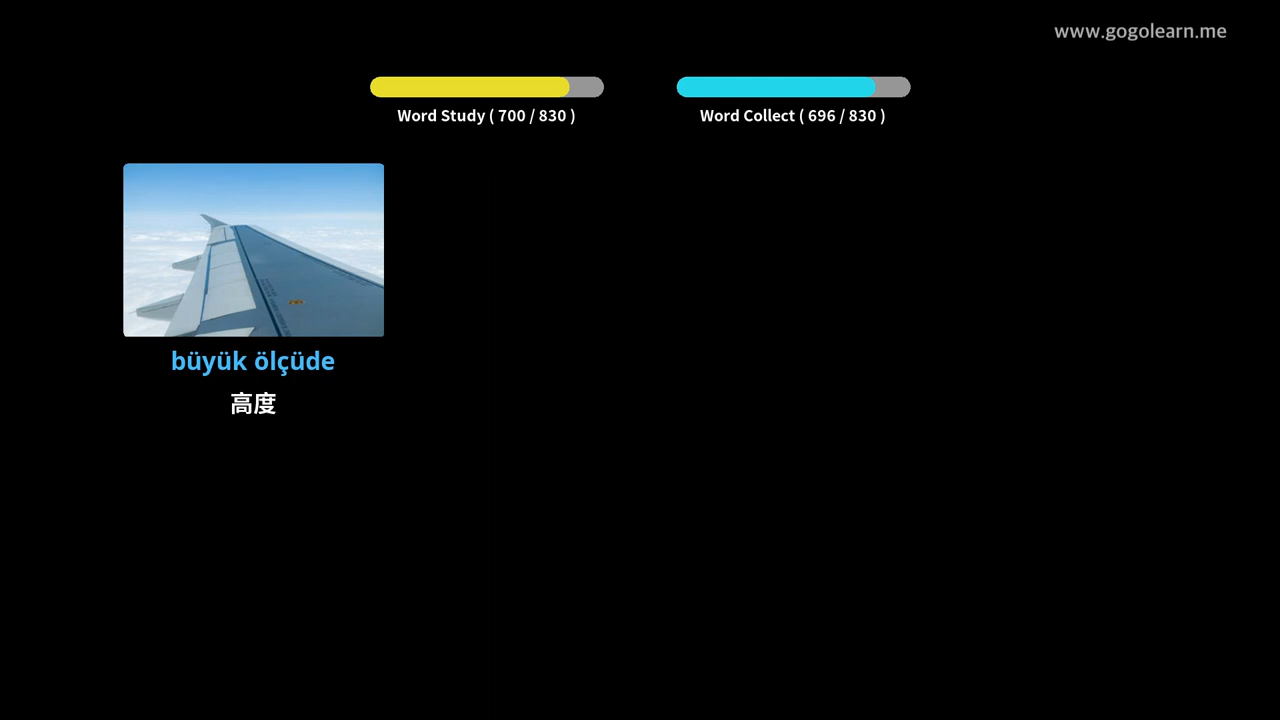 www.gogolearn.me
Word Study ( 700 / 830 )
Word Collect ( 696 / 830 )
büyük ölçüde
高度